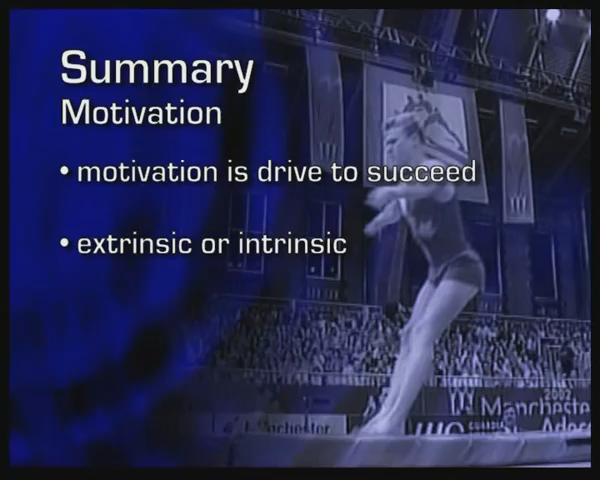 Summary
Motivation
• motivation is drive to succeed
• extrinsic or intrinsic
2002
Manchester